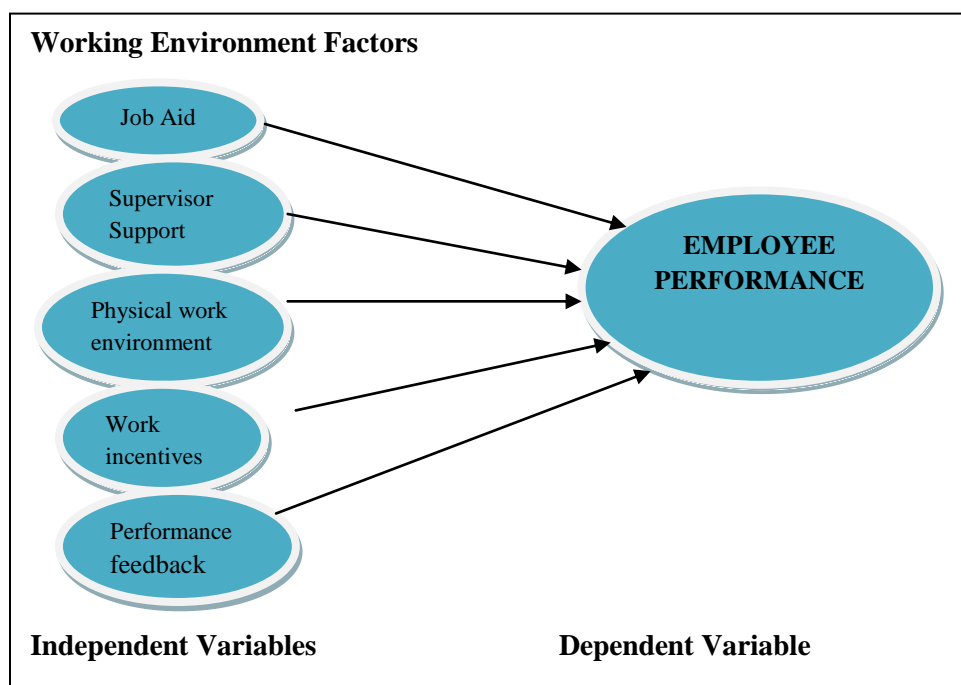 Working Environment Factors
Job Aid
Supervisor
Support
Physical work
environment
Work
incentives
Performance
feedback
EMPLOYEE
PERFORMANCE
Independent Variables
Dependent Variable